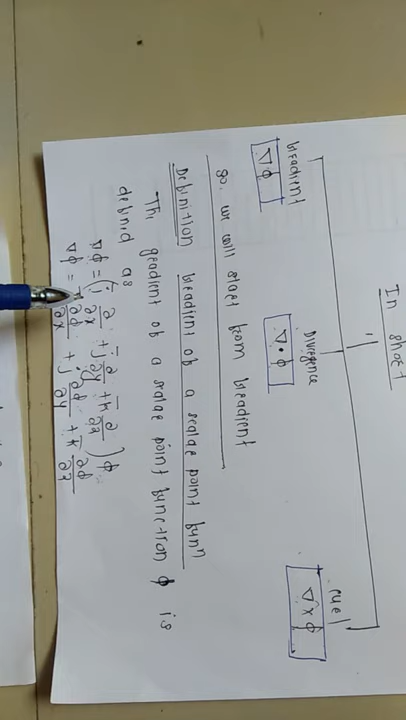 In short
Gradient Divergence curl
∇ϕ ∇•ϕ ∇×ϕ
so, we will start from Gradient
Definition Gradient of a scalar point funn
The gradient of a scalar point function ϕ is
defind as
∇ϕ = (i̅ ∂/∂x + j̅ ∂/∂y + k̅ ∂/∂z) ϕ
∇ϕ = i̅ ∂ϕ/∂x + j̅ ∂ϕ/∂y + k̅ ∂ϕ/∂z